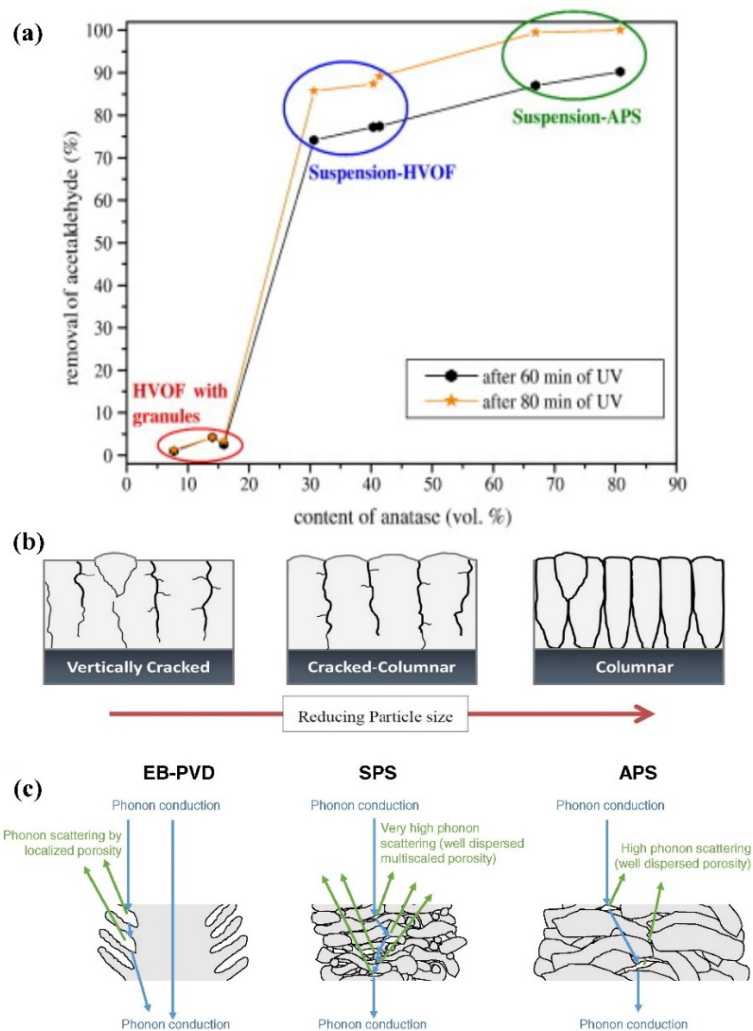 (a)
100
90
80
70
60
50
40
30
20
10
0
removal of acetaldehyde (%)
Suspension-APS
Suspension-HVOF
HVOF with
granules
after 60 min of UV
after 80 min of UV
0 10 20 30 40 50 60 70 80 90
content of anatase (vol. %)
(b)
Vertically Cracked
Cracked-Columnar
Columnar
Reducing Particle size
(c)
EB-PVD
SPS
APS
Phonon conduction
Phonon conduction
Phonon conduction
Phonon scattering by
localized porosity
Very high phonon
scattering (well dispersed
multiscaled porosity)
High phonon scattering
(well dispersed porosity)
Phonon conduction
Phonon conduction
Phonon conduction